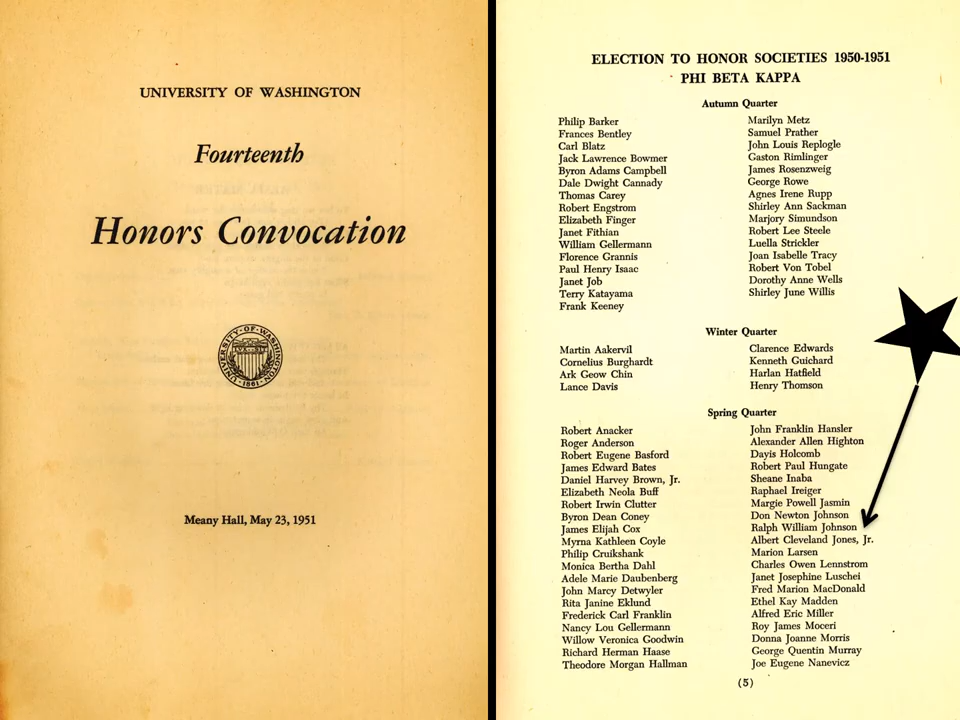 UNIVERSITY OF WASHINGTON
Fourteenth
Honors Convocation
UNIVERSITY·OF·WASHINGTON
·1861·
Meany Hall, May 23, 1951
ELECTION TO HONOR SOCIETIES 1950-1951
PHI BETA KAPPA
Autumn Quarter
Philip Barker
Frances Bentley
Carl Blatz
Jack Lawrence Bowmer
Byron Adams Campbell
Dale Dwight Cannady
Thomas Carey
Robert Engstrom
Elizabeth Finger
Janet Fithian
William Gellermann
Florence Grannis
Paul Henry Isaac
Janet Job
Terry Katayama
Frank Keeney
Marilyn Metz
Samuel Prather
John Louis Replogle
Gaston Rimlinger
James Rosenzweig
George Rowe
Agnes Irene Rupp
Shirley Ann Sackman
Marjory Simundson
Robert Lee Steele
Luella Strickler
Joan Isabelle Tracy
Robert Von Tobel
Dorothy Anne Wells
Shirley June Willis
Winter Quarter
Martin Aakervil
Cornelius Burghardt
Ark Geow Chin
Lance Davis
Clarence Edwards
Kenneth Guichard
Harlan Hatfield
Henry Thomson
Spring Quarter
Robert Anacker
Roger Anderson
Robert Eugene Basford
James Edward Bates
Daniel Harvey Brown, Jr.
Elizabeth Neola Buff
Robert Irwin Clutter
Byron Dean Coney
James Elijah Cox
Myrna Kathleen Coyle
Philip Cruikshank
Monica Bertha Dahl
Adele Marie Daubenberg
John Marcy Detwyler
Rita Janine Eklund
Frederick Carl Franklin
Nancy Lou Gellermann
Willow Veronica Goodwin
Richard Herman Haase
Theodore Morgan Hallman
John Franklin Hansler
Alexander Allen Highton
Dayis Holcomb
Robert Paul Hungate
Sheane Inaba
Raphael Ireiger
Margie Powell Jasmin
Don Newton Johnson
Ralph William Johnson
Albert Cleveland Jones, Jr.
Marion Larsen
Charles Owen Lennstrom
Janet Josephine Luschei
Fred Marion MacDonald
Ethel Kay Madden
Alfred Eric Miller
Roy James Moceri
Donna Joanne Morris
George Quentin Murray
Joe Eugene Nanevicz
(5)